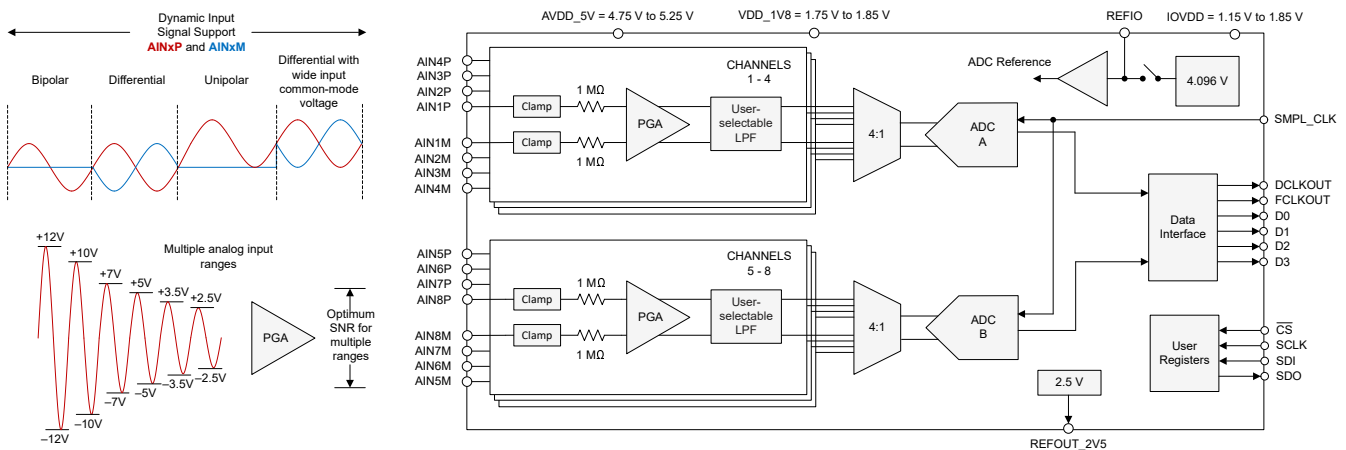 Dynamic Input
Signal Support
AINxP and AINxM
Bipolar
Differential
Unipolar
Differential with
wide input
common-mode
voltage
+12V
+10V
+7V
+5V
+3.5V
+2.5V
–12V
–10V
–7V
–5V
–3.5V
–2.5V
Multiple analog input
ranges
PGA
Optimum
SNR for
multiple
ranges
AVDD_5V = 4.75 V to 5.25 V
VDD_1V8 = 1.75 V to 1.85 V
REFIO
IOVDD = 1.15 V to 1.85 V
AIN4P
AIN3P
AIN2P
AIN1P
AIN1M
AIN2M
AIN3M
AIN4M
CHANNELS
1 - 4
Clamp
1 MΩ
Clamp
1 MΩ
PGA
User-
selectable
LPF
4:1
ADC
A
ADC Reference
4.096 V
SMPL_CLK
AIN5P
AIN6P
AIN7P
AIN8P
AIN8M
AIN7M
AIN6M
AIN5M
CHANNELS
5 - 8
Clamp
1 MΩ
Clamp
1 MΩ
PGA
User-
selectable
LPF
4:1
ADC
B
Data
Interface
DCLKOUT
FCLKOUT
D0
D1
D2
D3
User
Registers
CS
SCLK
SDI
SDO
2.5 V
REFOUT_2V5